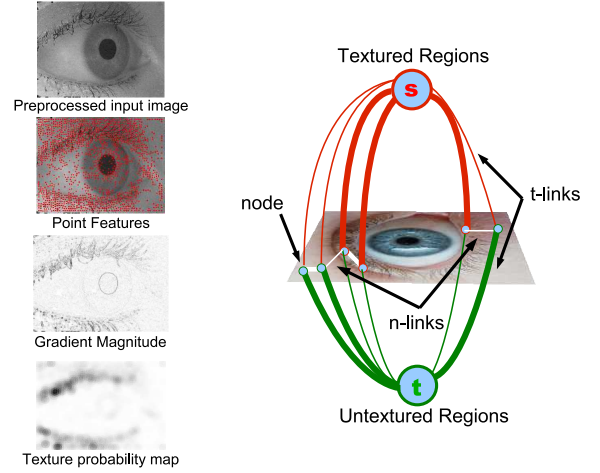 Preprocessed input image
Point Features
Gradient Magnitude
Texture probability map
Textured Regions
s
t-links
node
n-links
t
Untextured Regions